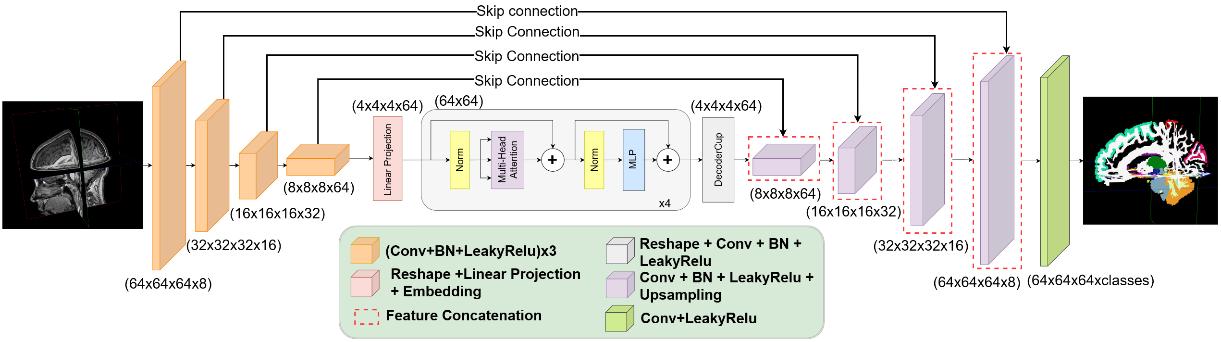 Skip connection
Skip Connection
Skip Connection
Skip Connection
(4x4x4x64)
(64x64)
(4x4x4x64)
Linear Projection
Norm
Multi-Head
Attention
+
Norm
MLP
+
x4
DecoderCup
(8x8x8x64)
(16x16x16x32)
(32x32x32x16)
(64x64x64x8)
(8x8x8x64)
(16x16x16x32)
(32x32x32x16)
(64x64x64x8)
(64x64x64xclasses)
(Conv+BN+LeakyRelu)x3
Reshape +Linear Projection
+ Embedding
Feature Concatenation
Reshape + Conv + BN +
LeakyRelu
Conv + BN + LeakyRelu +
Upsampling
Conv+LeakyRelu